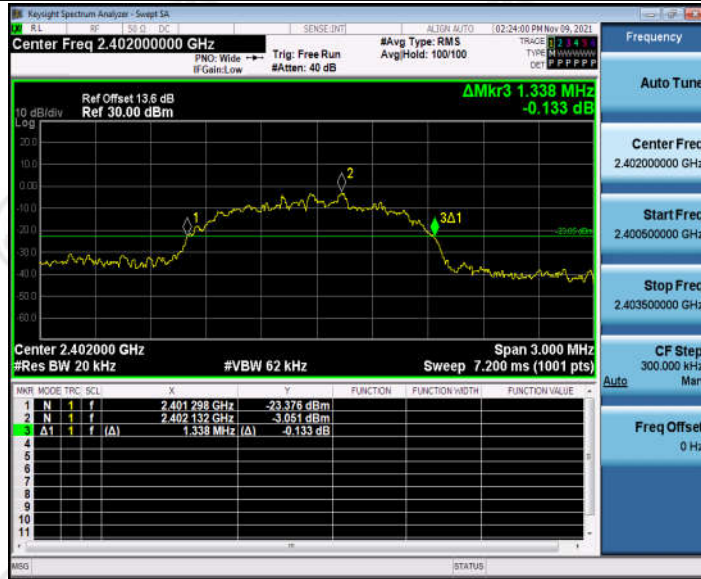 Keysight Spectrum Analyzer - Swept SA
RL RF 50 Ω DC SENSE:INT ALIGN AUTO 02:24:00 PM Nov 09, 2021
Center Freq 2.402000000 GHz
#Avg Type: RMS
Avg|Hold: 100/100
PNO: Wide
IFGain:Low
Trig: Free Run
#Atten: 40 dB
TRACE 1 2 3 4 5 6
TYPE M
DET P P P P P P
Ref Offset 13.6 dB
Ref 30.00 dBm
10 dB/div
Log
ΔMkr3 1.338 MHz
-0.133 dB
20.0
10.0
0.00
-10.0
-20.0
-30.0
-40.0
-50.0
-60.0
1
2
3Δ1
-23.05 dBm
Center 2.402000 GHz Span 3.000 MHz
#Res BW 20 kHz #VBW 62 kHz Sweep 7.200 ms (1001 pts)
MKR MODE TRC SCL X Y FUNCTION FUNCTION WIDTH FUNCTION VALUE
1 N 1 f 2.401 298 GHz -23.376 dBm
2 N 1 f 2.402 132 GHz -3.051 dBm
3 Δ1 1 f (Δ) 1.338 MHz (Δ) -0.133 dB
4
5
6
7
8
9
10
11
MSG STATUS
Frequency
Auto Tune
Center Freq
2.402000000 GHz
Start Freq
2.400500000 GHz
Stop Freq
2.403500000 GHz
CF Step
300.000 kHz
Auto Man
Freq Offset
0 Hz